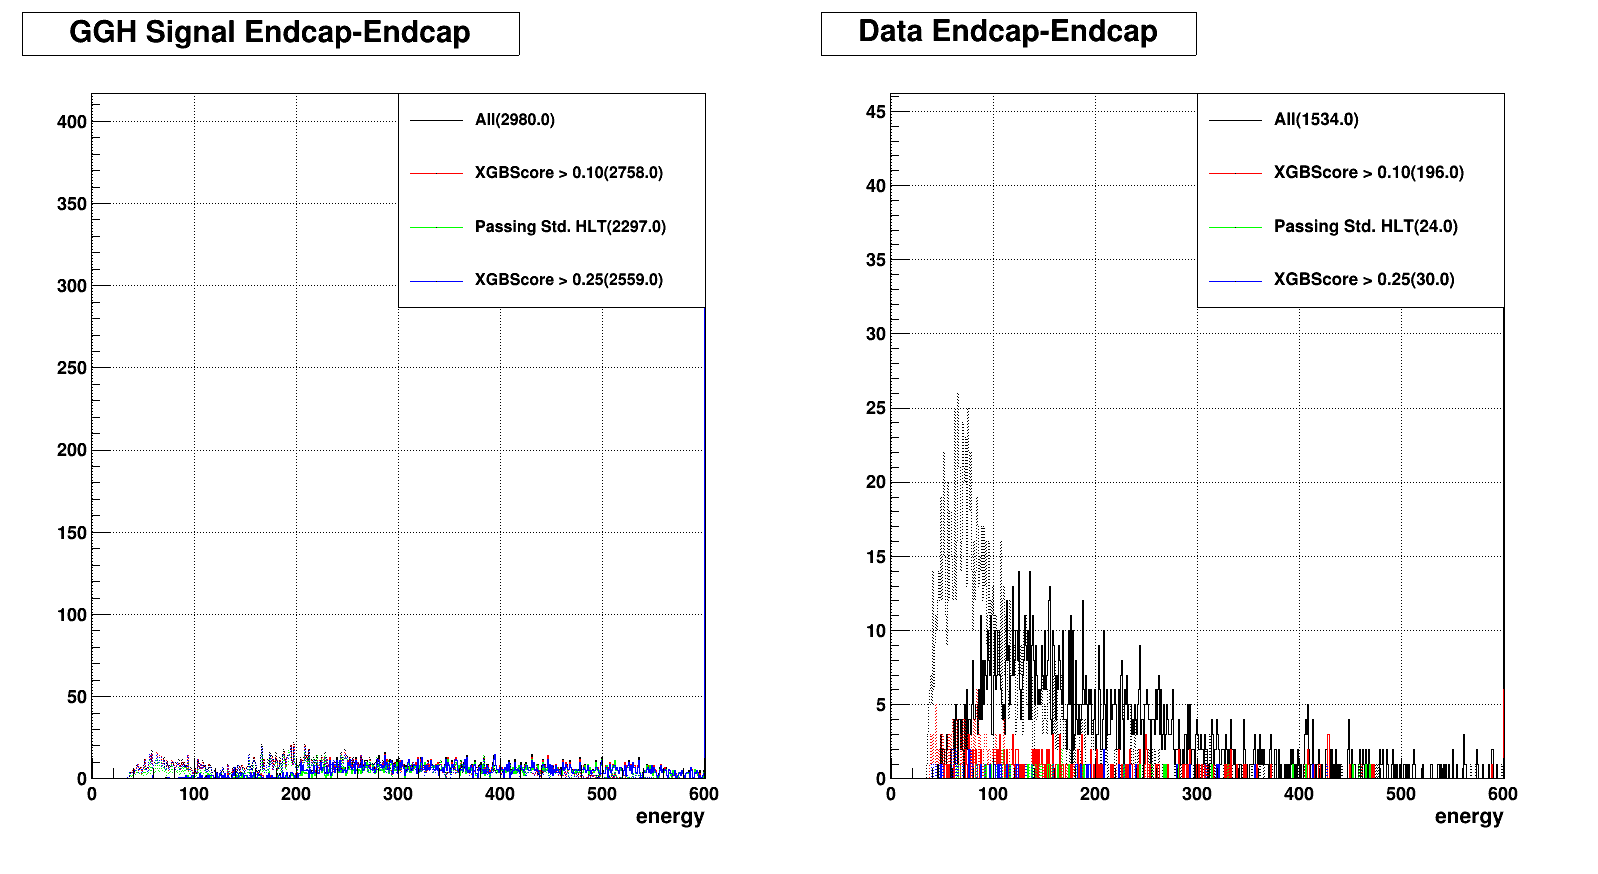 GGH Signal Endcap-Endcap
All(2980.0)
XGBScore > 0.10(2758.0)
Passing Std. HLT(2297.0)
XGBScore > 0.25(2559.0)
400
350
300
250
200
150
100
50
0
0 100 200 300 400 500 600
energy
Data Endcap-Endcap
All(1534.0)
XGBScore > 0.10(196.0)
Passing Std. HLT(24.0)
XGBScore > 0.25(30.0)
45
40
35
30
25
20
15
10
5
0
0 100 200 300 400 500 600
energy